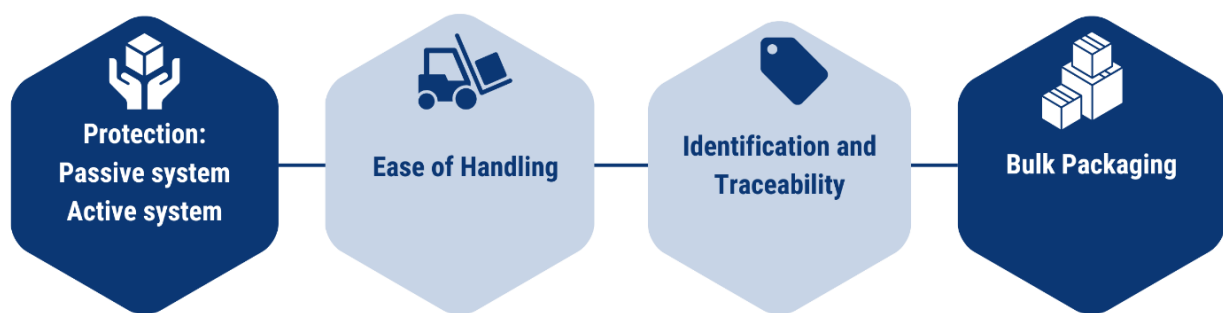 Protection:
Passive system
Active system
Ease of Handling
Identification and
Traceability
Bulk Packaging